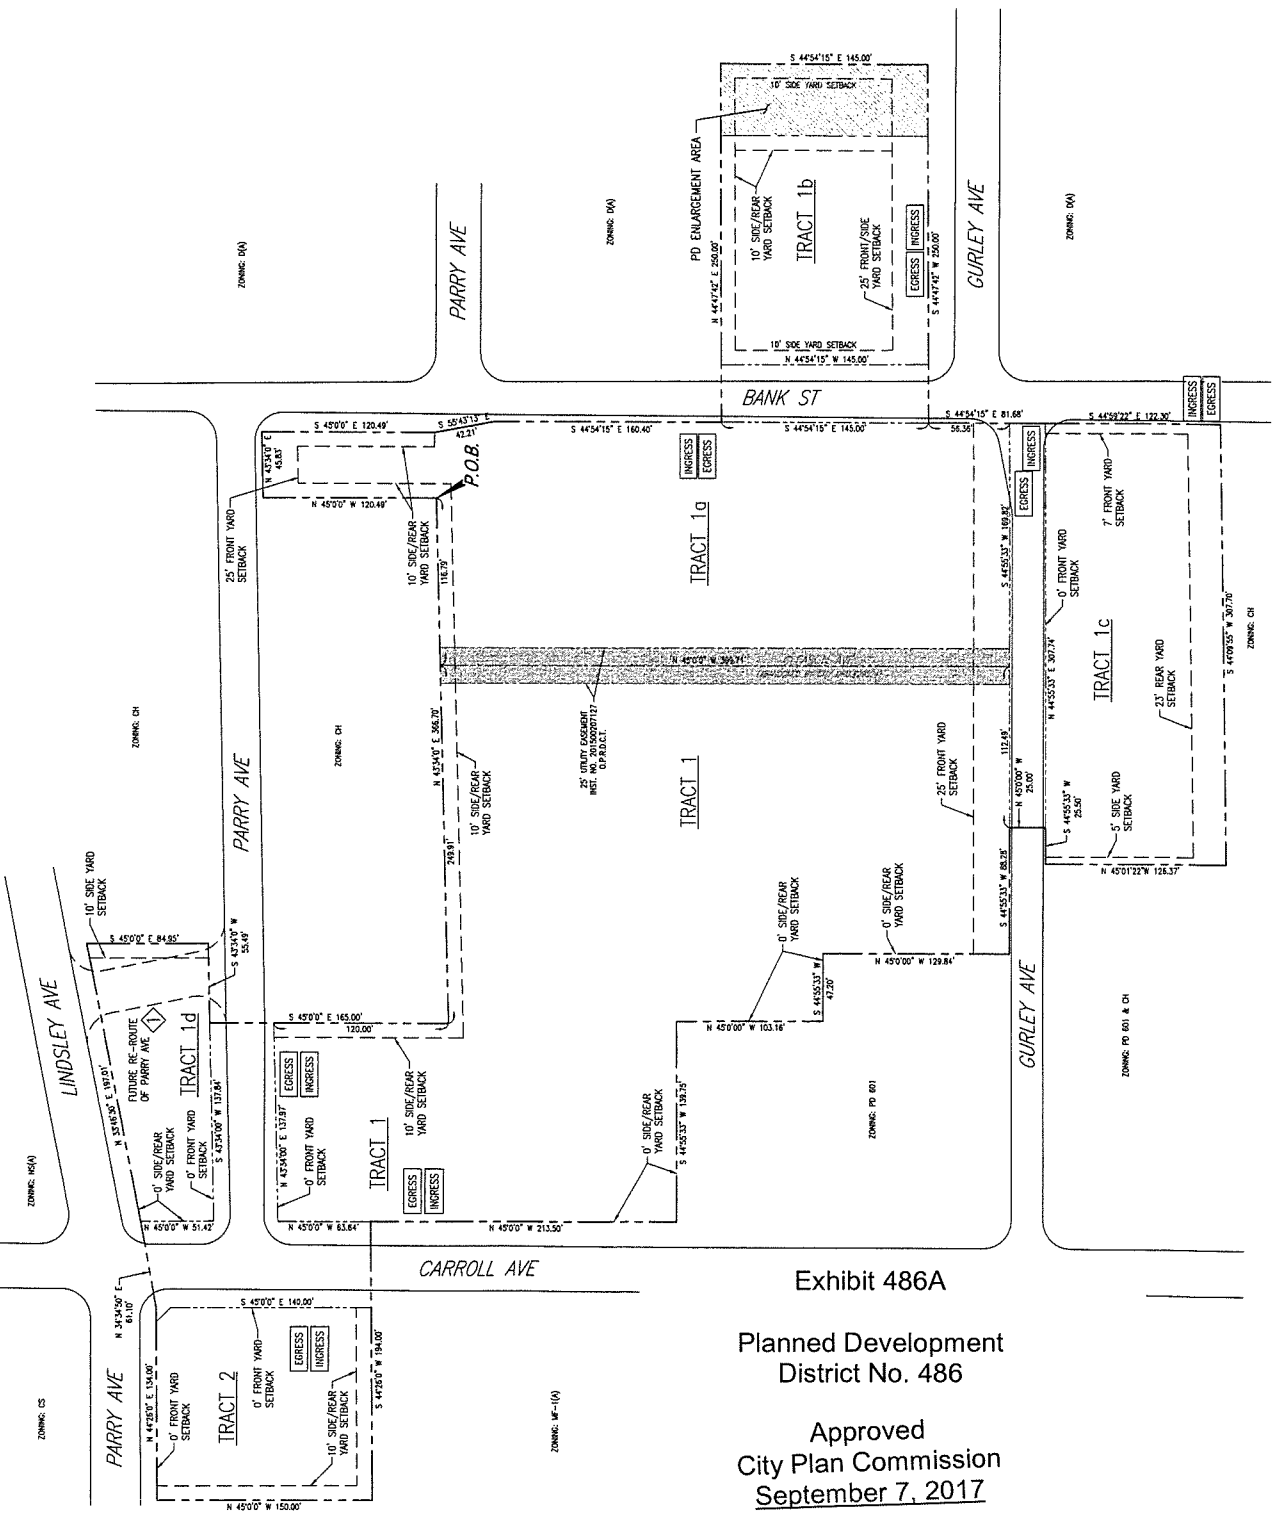 S 44°54'15" E 145.00'
10' SIDE YARD SETBACK
PD ENLARGEMENT AREA
10' SIDE/REAR
YARD SETBACK
TRACT 1b
25' FRONT/SIDE
YARD SETBACK
EGRESS
INGRESS
N 44°47'42" E 250.00'
S 44°47'42" W 250.00'
10' SIDE YARD SETBACK
N 44°54'15" W 145.00'
GURLEY AVE
ZONING: D(A)
ZONING: D(A)
ZONING: D(A)
PARRY AVE
BANK ST
INGRESS
EGRESS
S 45°0'0" E 120.49'
S 55°43'13" E
42.21'
S 44°54'15" E 160.40'
S 44°54'15" E 145.00'
S 44°54'15" E 81.68'
56.36'
S 44°59'22" E 122.30'
N 43°34'0" E
45.83'
N 45°0'0" W 120.49'
P.O.B.
25' FRONT YARD
SETBACK
10' SIDE/REAR
YARD SETBACK
116.79'
INGRESS
EGRESS
TRACT 1a
EGRESS
INGRESS
S 44°55'33" W 169.82'
7' FRONT YARD
SETBACK
0' FRONT YARD
SETBACK
N 44°55'33" E 307.74'
TRACT 1c
S 44°09'55" W 307.70'
ZONING: CH
23' REAR YARD
SETBACK
5' SIDE YARD
SETBACK
N 45°01'22" W 126.37'
S 44°55'33" W
25.50'
N 45°00'00" W
25.00'
112.49'
25' UTILITY EASEMENT
INST. NO. 201500207127
O.P.R.D.C.T.
ZONING: CH
ZONING: CH
PARRY AVE
N 43°34'0" E 366.70'
10' SIDE/REAR
YARD SETBACK
249.91'
TRACT 1
25' FRONT YARD
SETBACK
0' SIDE/REAR
YARD SETBACK
0' SIDE/REAR
YARD SETBACK
S 44°55'33" W 88.28'
N 45°0'00" W 129.84'
S 44°55'33" W
47.20'
N 45°0'00" W 103.16'
GURLEY AVE
ZONING: PD 601 & CH
ZONING: PD 601
10' SIDE YARD
SETBACK
S 45°0'0" E 84.95'
S 43°34'0" W
55.49'
LINDSLEY AVE
FUTURE RE-ROUTE
OF PARRY AVE
1
TRACT 1d
N 33°46'30" E 197.01'
0' SIDE/REAR
YARD SETBACK
0' FRONT YARD
SETBACK
S 43°34'00" W 137.84'
N 45°0'0" W 51.42'
ZONING: NS(A)
S 45°0'0" E 165.00'
120.00'
EGRESS
INGRESS
N 43°34'00" E 137.97'
0' FRONT YARD
SETBACK
10' SIDE/REAR
YARD SETBACK
TRACT 1
EGRESS
INGRESS
N 45°0'0" W 63.64'
N 45°0'0" W 213.50'
0' SIDE/REAR
YARD SETBACK
S 44°55'33" W 139.75'
CARROLL AVE
N 34°34'50" E
61.10'
S 45°0'0" E 140.00'
EGRESS
INGRESS
0' FRONT YARD
SETBACK
S 44°26'0" W 194.00'
N 44°26'0" E 134.00'
0' FRONT YARD
SETBACK
TRACT 2
10' SIDE/REAR
YARD SETBACK
N 45°0'0" W 150.00'
PARRY AVE
ZONING: CS
ZONING: MF-1(A)
Exhibit 486A
Planned Development
District No. 486
Approved
City Plan Commission
September 7, 2017